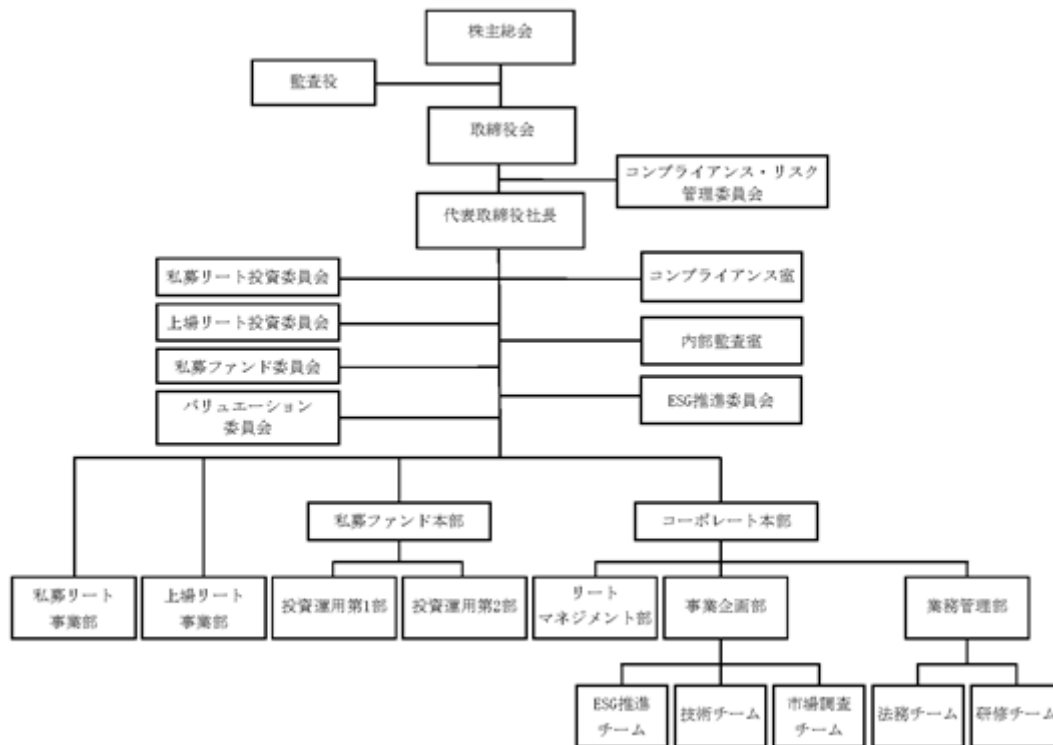 株主総会
監査役
取締役会
コンプライアンス・リスク
管理委員会
代表取締役社長
私募リート投資委員会
コンプライアンス室
上場リート投資委員会
内部監査室
私募ファンド委員会
ESG推進委員会
バリュエーション
委員会
私募ファンド本部
コーポレート本部
私募リート
事業部
上場リート
事業部
投資運用第1部
投資運用第2部
リート
マネジメント部
事業企画部
業務管理部
ESG推進
チーム
技術チーム
市場調査
チーム
法務チーム
研修チーム